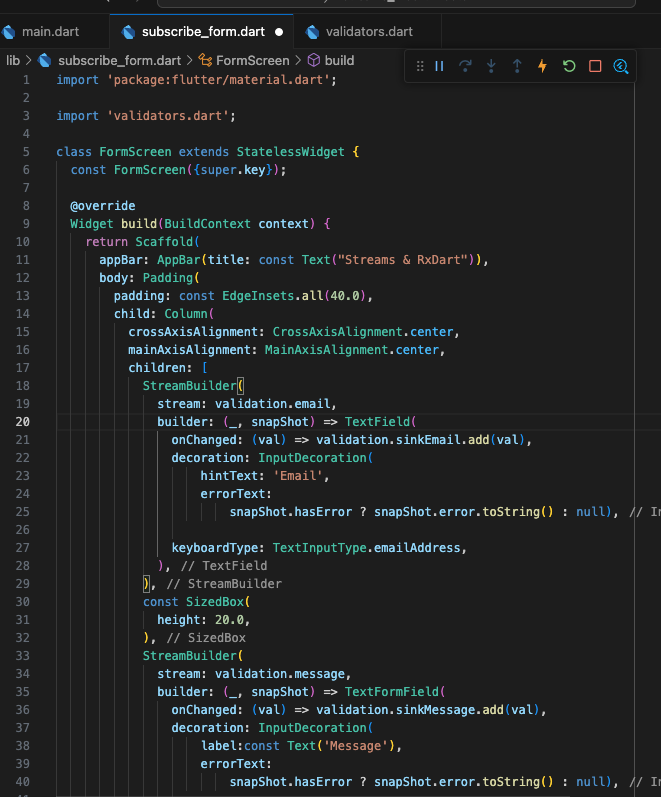 main.dart subscribe_form.dart validators.dart
lib > subscribe_form.dart > FormScreen > build
1 import 'package:flutter/material.dart';
2
3 import 'validators.dart';
4
5 class FormScreen extends StatelessWidget {
6 const FormScreen({super.key});
7
8 @override
9 Widget build(BuildContext context) {
10 return Scaffold(
11 appBar: AppBar(title: const Text("Streams & RxDart")),
12 body: Padding(
13 padding: const EdgeInsets.all(40.0),
14 child: Column(
15 crossAxisAlignment: CrossAxisAlignment.center,
16 mainAxisAlignment: MainAxisAlignment.center,
17 children: [
18 StreamBuilder(
19 stream: validation.email,
20 builder: (_, snapShot) => TextField(
21 onChanged: (val) => validation.sinkEmail.add(val),
22 decoration: InputDecoration(
23 hintText: 'Email',
24 errorText:
25 snapShot.hasError ? snapShot.error.toString() : null), // In
26
27 keyboardType: TextInputType.emailAddress,
28 ), // TextField
29 ), // StreamBuilder
30 const SizedBox(
31 height: 20.0,
32 ), // SizedBox
33 StreamBuilder(
34 stream: validation.message,
35 builder: (_, snapShot) => TextFormField(
36 onChanged: (val) => validation.sinkMessage.add(val),
37 decoration: InputDecoration(
38 label:const Text('Message'),
39 errorText:
40 snapShot.hasError ? snapShot.error.toString() : null), // In